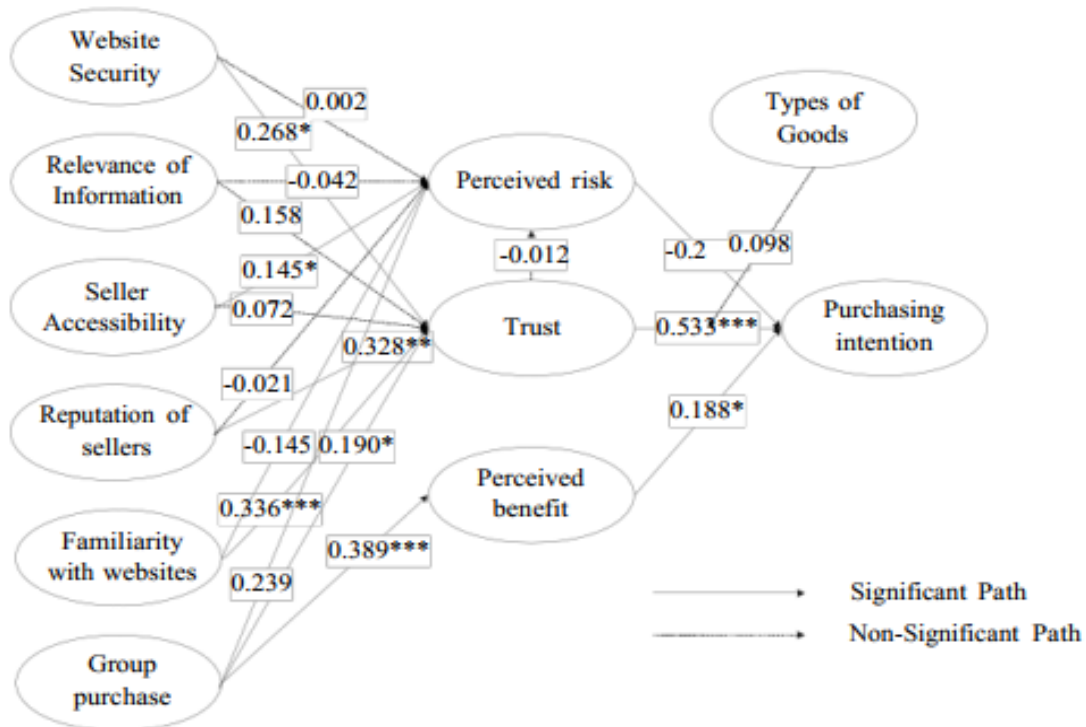 Website
Security
0.002
0.268*
Types of
Goods
Relevance of
Information
-0.042
Perceived risk
0.158
-0.012
-0.2
0.098
0.145*
Seller
Accessibility
0.072
Trust
0.533***
Purchasing
intention
0.328**
-0.021
Reputation of
sellers
0.188*
-0.145
0.190*
Perceived
benefit
0.336***
Familiarity
with websites
0.389***
0.239
Significant Path
Non-Significant Path
Group
purchase